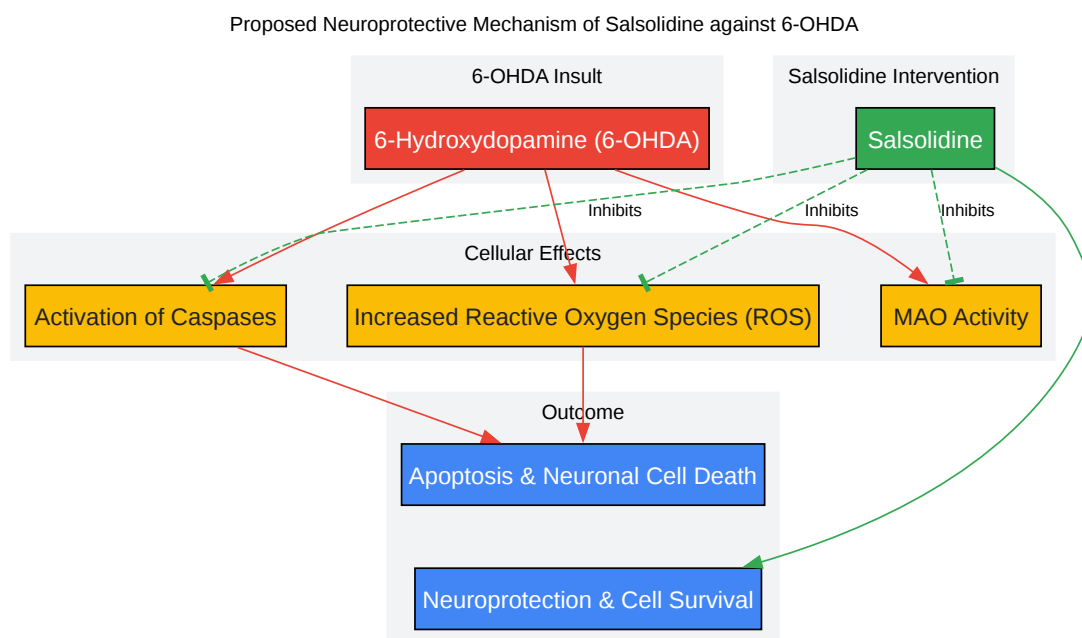 Proposed Neuroprotective Mechanism of Salsolidine against 6-OHDA
6-OHDA Insult
Salsolidine Intervention
6-Hydroxydopamine (6-OHDA)
Salsolidine
Inhibits
Inhibits
Inhibits
Cellular Effects
Activation of Caspases
Increased Reactive Oxygen Species (ROS)
MAO Activity
Outcome
Apoptosis & Neuronal Cell Death
Neuroprotection & Cell Survival